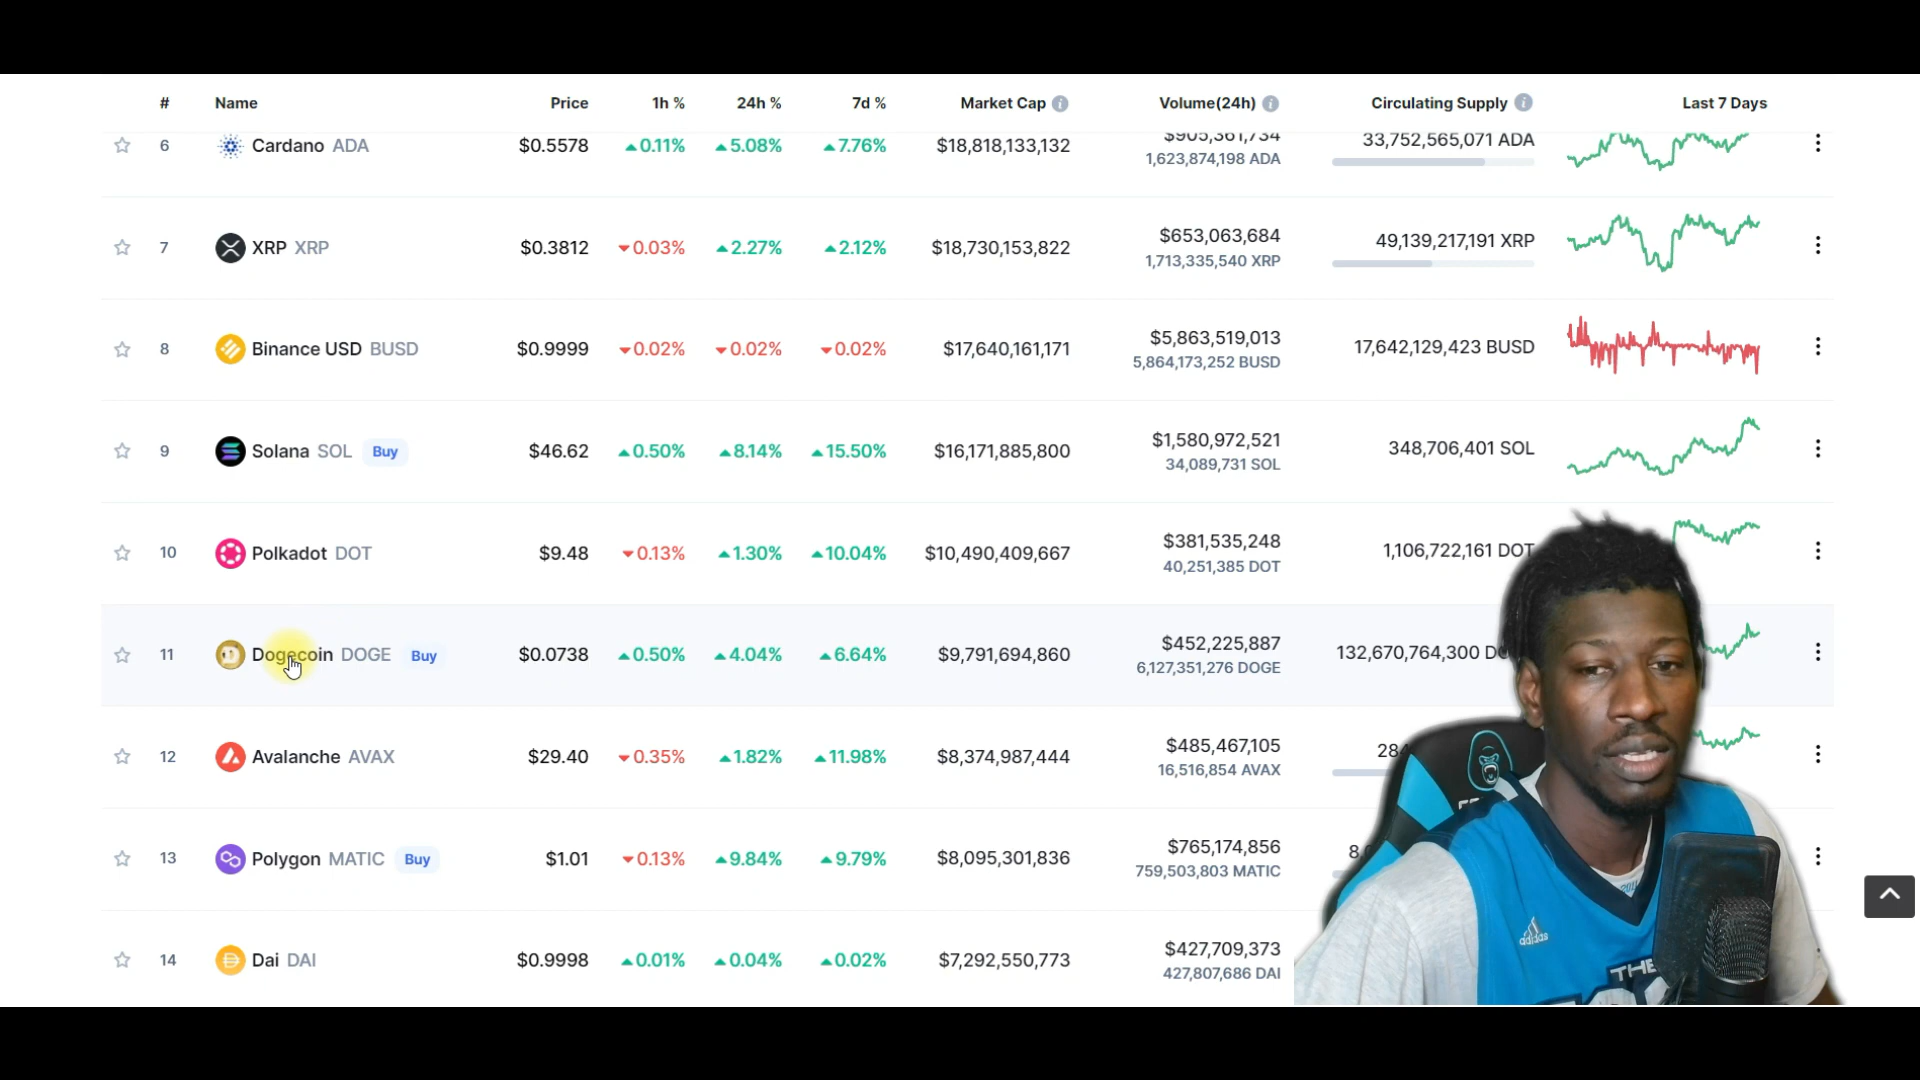 # Name Price 1h % 24h % 7d % Market Cap Volume(24h) Circulating Supply Last 7 Days
6 Cardano ADA $0.5578 0.11% 5.08% 7.76% $18,818,133,132 $905,361,734 33,752,565,071 ADA
1,623,874,198 ADA
7 XRP XRP $0.3812 0.03% 2.27% 2.12% $18,730,153,822 $653,063,684 49,139,217,191 XRP
1,713,335,540 XRP
8 Binance USD BUSD $0.9999 0.02% 0.02% 0.02% $17,640,161,171 $5,863,519,013 17,642,129,423 BUSD
5,864,173,252 BUSD
9 Solana SOL Buy $46.62 0.50% 8.14% 15.50% $16,171,885,800 $1,580,972,521 348,706,401 SOL
34,089,731 SOL
10 Polkadot DOT $9.48 0.13% 1.30% 10.04% $10,490,409,667 $381,535,248 1,106,722,161 DOT
40,251,385 DOT
11 Dogecoin DOGE Buy $0.0738 0.50% 4.04% 6.64% $9,791,694,860 $452,225,887 132,670,764,300
6,127,351,276 DOGE
12 Avalanche AVAX $29.40 0.35% 1.82% 11.98% $8,374,987,444 $485,467,105
16,516,854 AVAX
13 Polygon MATIC Buy $1.01 0.13% 9.84% 9.79% $8,095,301,836 $765,174,856
759,503,803 MATIC
14 Dai DAI $0.9998 0.01% 0.04% 0.02% $7,292,550,773 $427,709,373
427,807,686 DAI
adidas
THE